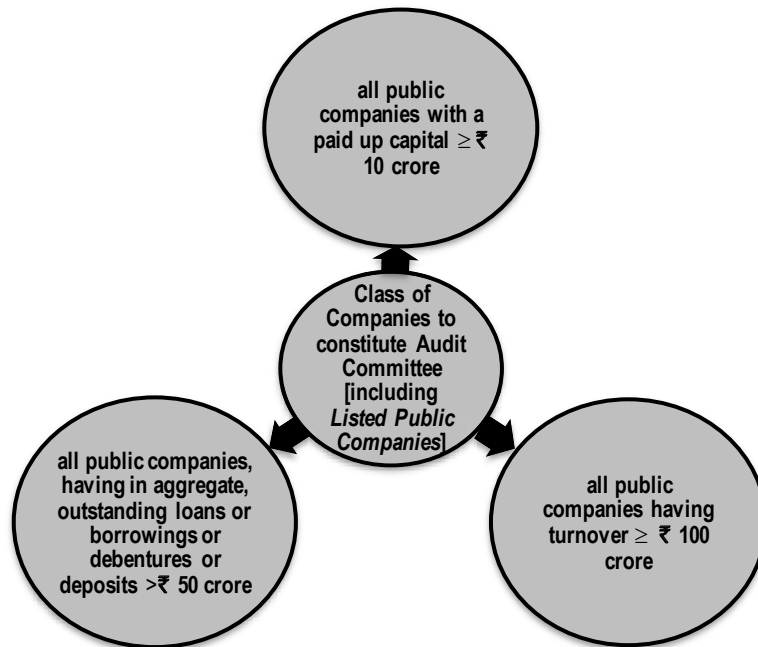 all public
companies with a
paid up capital ≥ ₹
10 crore
Class of
Companies to
constitute Audit
Committee
[including
Listed Public
Companies]
all public companies,
having in aggregate,
outstanding loans or
borrowings or
debentures or
deposits >₹ 50 crore
all public
companies having
turnover ≥ ₹ 100
crore